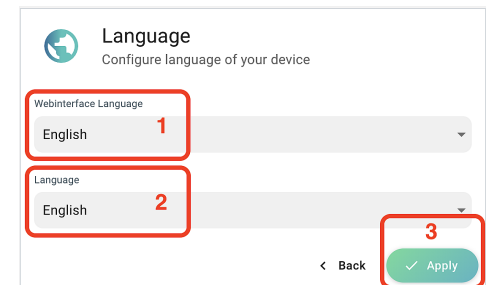 Language
Configure language of your device
Webinterface Language
English
1
Language
English
2
3
Back
Apply